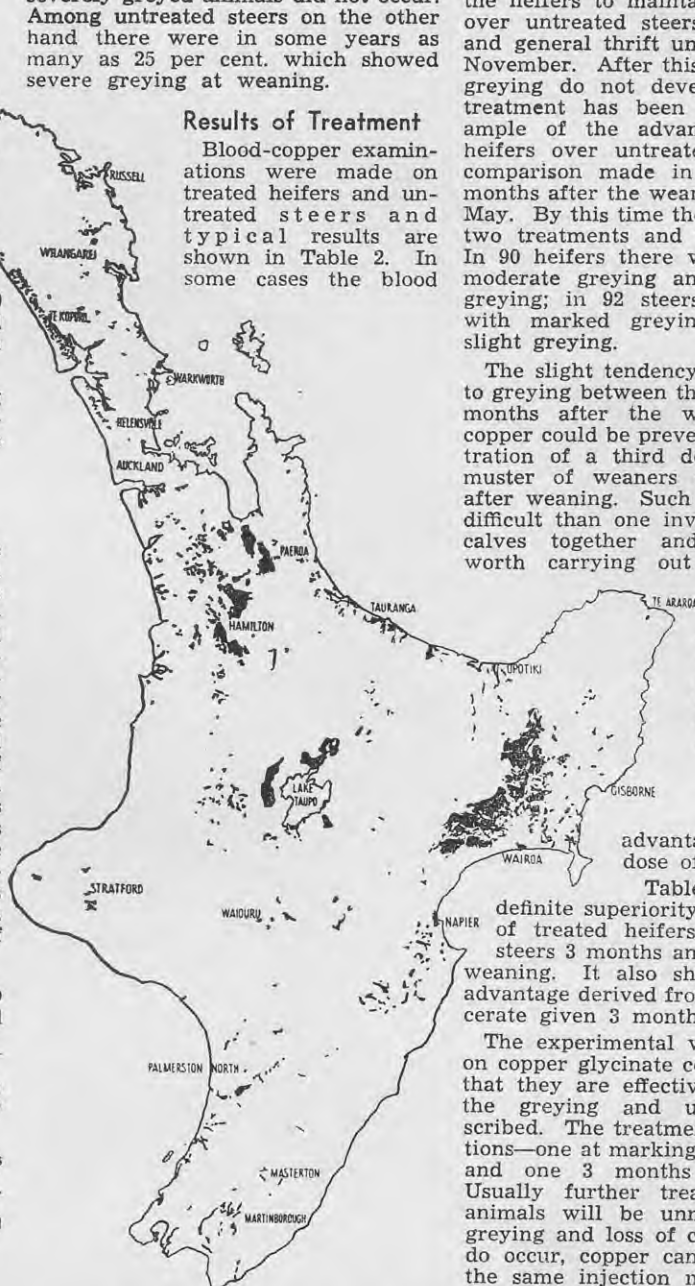 severely greyed animals did not occur.
Among untreated steers on the other
hand there were in some years as
many as 25 per cent. which showed
severe greying at weaning.
Results of Treatment
Blood-copper examin-
ations were made on
treated heifers and un-
treated steers and
typical results are
shown in Table 2. In
some cases the blood
RUSSELL
WHANGAREI
TE KOPURU
WARKWORTH
HELENSVILLE
AUCKLAND
PAEROA
HAMILTON
TAURANGA
OPOTIKI
TE ARAROA
LAKE
TAUPO
GISBORNE
WAIROA
STRATFORD
WAIOURU
NAPIER
PALMERSTON NORTH
MASTERTON
MARTINBOROUGH
the heifers to maintai
over untreated steers
and general thrift un
November. After this
greying do not deve
treatment has been
ample of the advan
heifers over untreate
comparison made in
months after the wear
May. By this time the
two treatments and
In 90 heifers there v
moderate greying an
greying; in 92 steers
with marked greyin
slight greying.
The slight tendency
to greying between th
months after the w
copper could be preve
tration of a third d
muster of weaners
after weaning. Such
difficult than one inv
calves together and
worth carrying out
advanta
dose of
Table
definite superiority
of treated heifers
steers 3 months an
weaning. It also sh
advantage derived fro
cerate given 3 month
The experimental v
on copper glycinate c
that they are effectiv
the greying and u
scribed. The treatme
tions—one at marking
and one 3 months
Usually further trea
animals will be unn
greying and loss of c
do occur, copper can
the same injection r